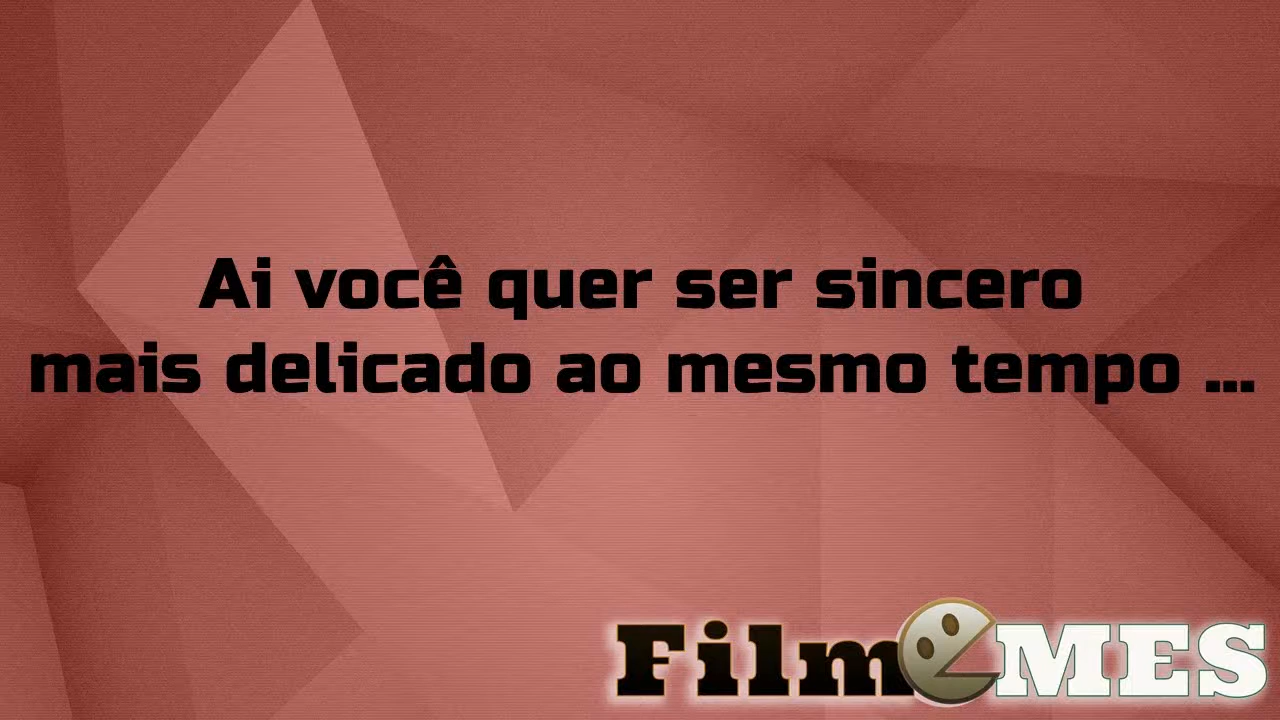 Ai você quer ser sincero
mais delicado ao mesmo tempo ...
FilmeMES